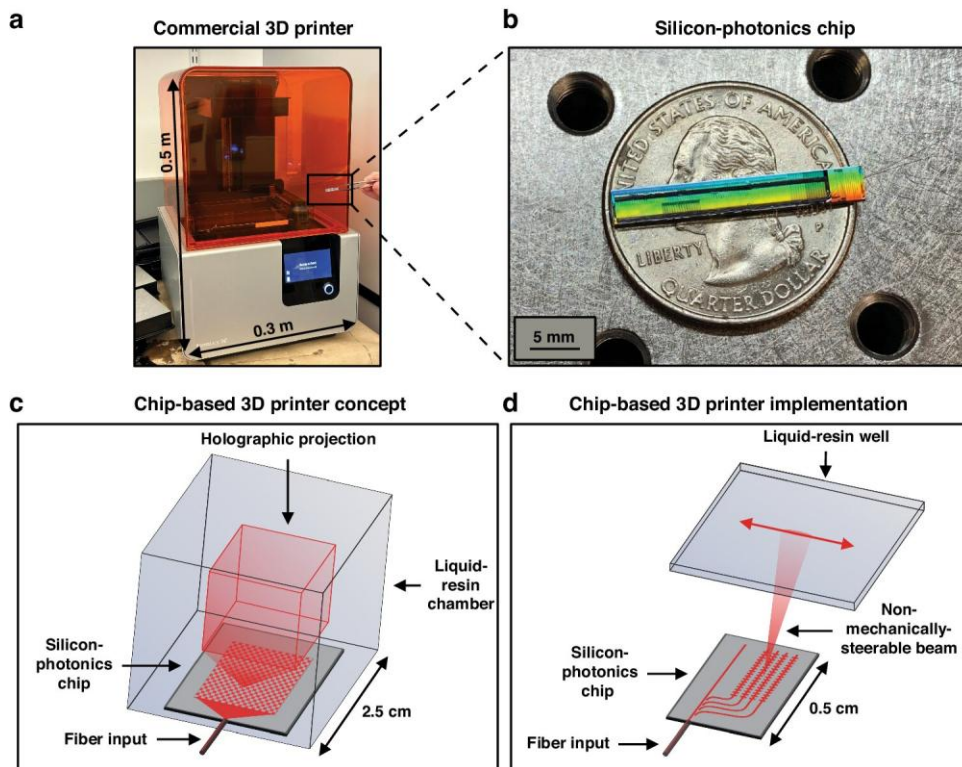 a
Commercial 3D printer
0.5 m
0.3 m
b
Silicon-photonics chip
UNITED STATES OF AMERICA
LIBERTY
P
QUARTER DOLLAR
5 mm
c
Chip-based 3D printer concept
Holographic projection
Liquid-
resin
chamber
Silicon-
photonics
chip
2.5 cm
Fiber input
d
Chip-based 3D printer implementation
Liquid-resin well
Non-
mechanically-
steerable beam
Silicon-
photonics
chip
0.5 cm
Fiber input